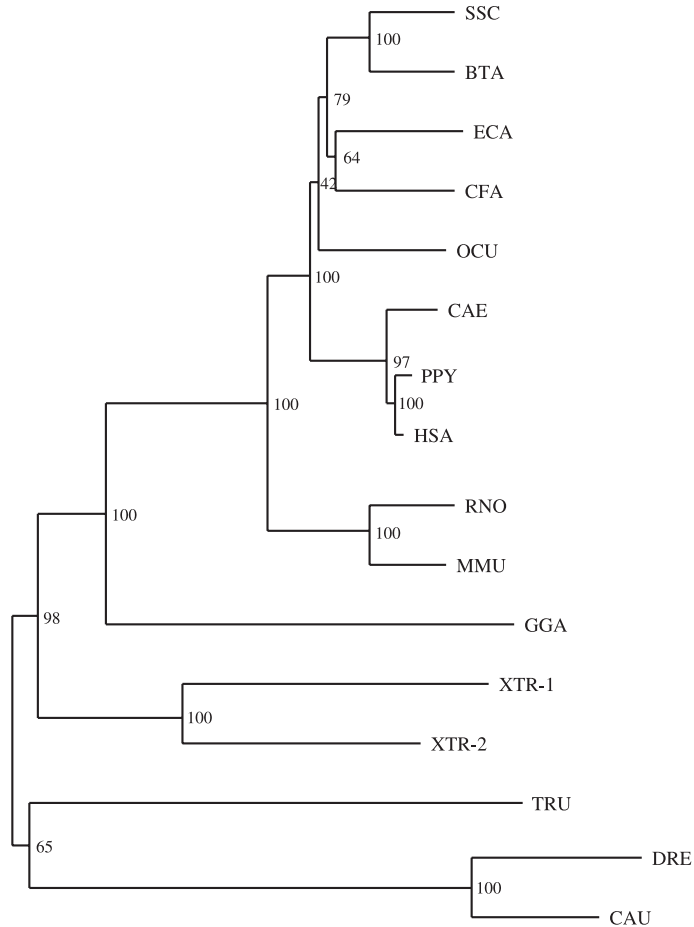 SSC
100
BTA
79
ECA
64
42
CFA
OCU
100
CAE
97
PPY
100
100
HSA
RNO
100
100
MMU
98
GGA
XTR-1
100
XTR-2
TRU
65
DRE
100
CAU